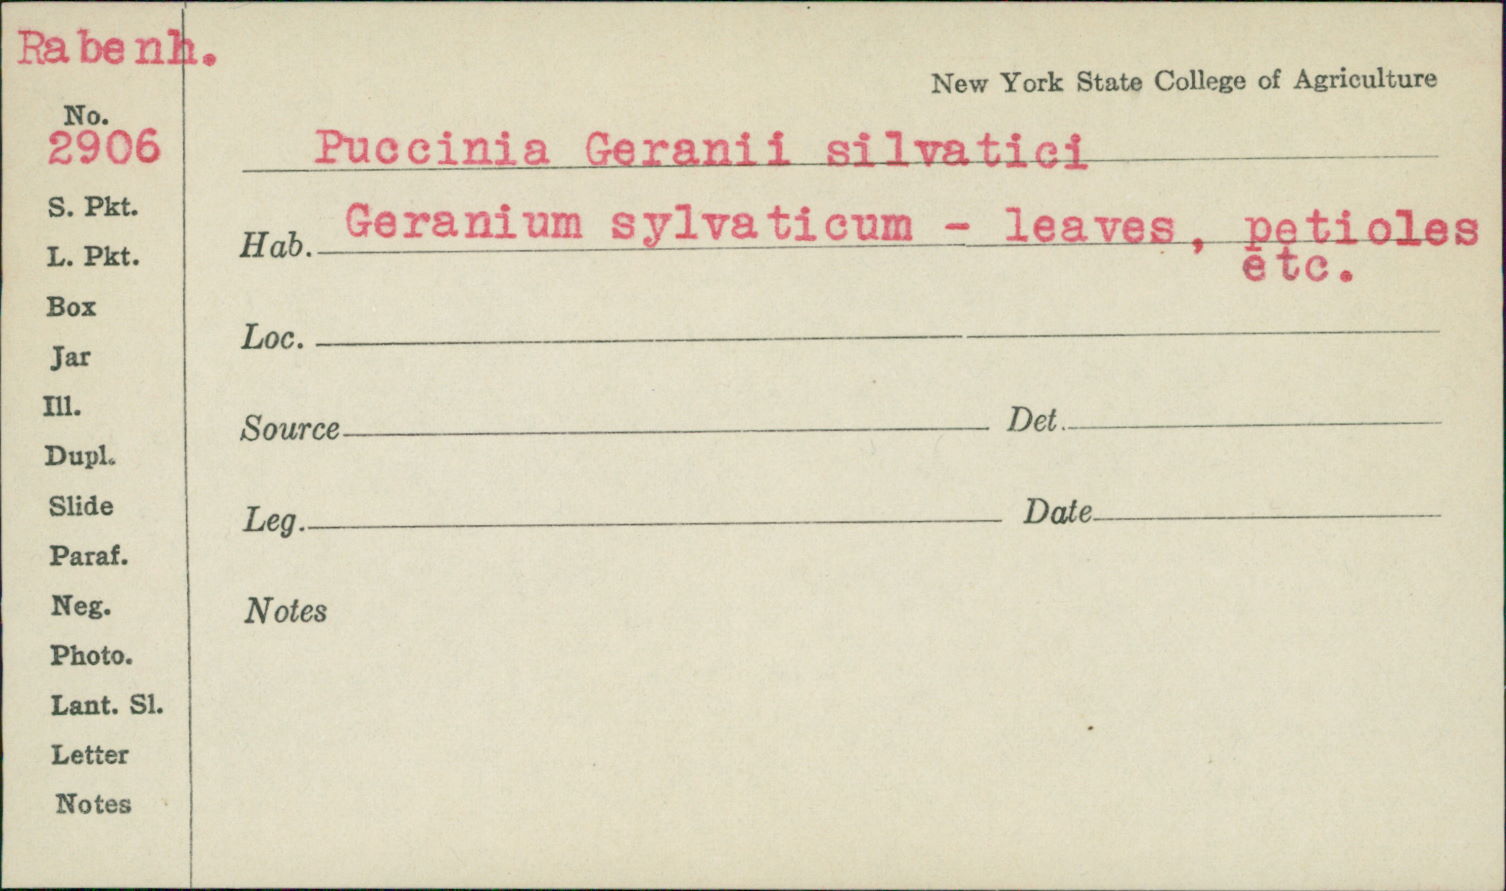 Rabenh.
New York State College of Agriculture
No.
2906
Puccinia Geranii silvatici
S. Pkt.
Hab. Geranium sylvaticum - leaves, petioles
etc.
L. Pkt.
Box
Loc.
Jar
Ill.
Source Det.
Dupl.
Slide
Leg. Date
Paraf.
Neg.
Notes
Photo.
Lant. Sl.
Letter
Notes